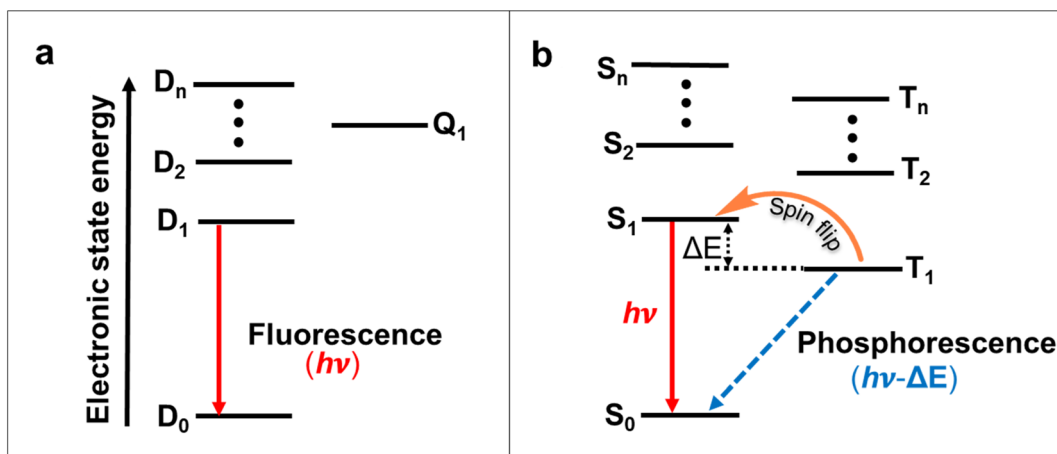 a
Electronic state energy
Dn
Q1
D2
D1
Fluorescence
(hν)
D0
b
Sn
Tn
S2
T2
S1
Spin flip
ΔE
T1
hν
Phosphorescence
(hν-ΔE)
S0